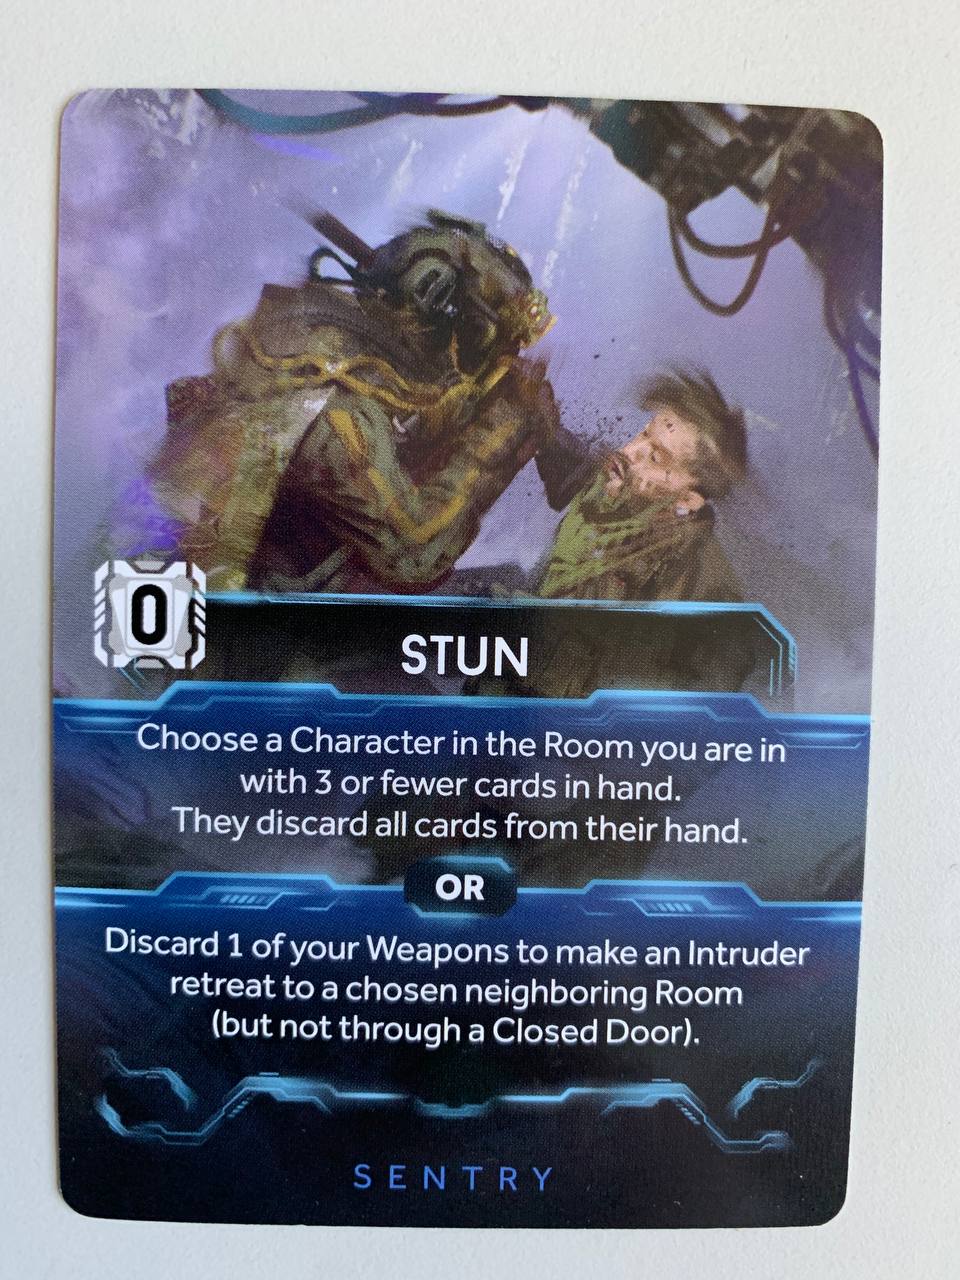 0
STUN
Choose a Character in the Room you are in
with 3 or fewer cards in hand.
They discard all cards from their hand.
OR
Discard 1 of your Weapons to make an Intruder
retreat to a chosen neighboring Room
(but not through a Closed Door).
SENTRY